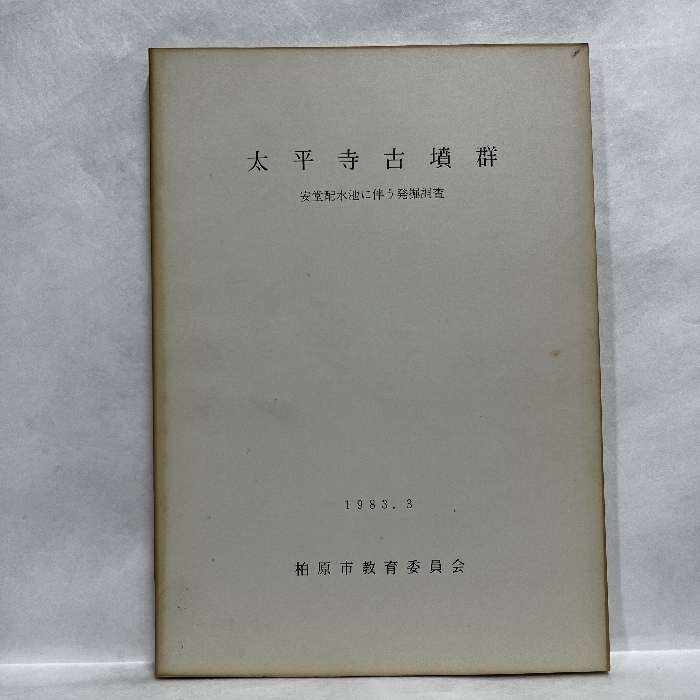 太平寺古墳群
安堂配水池に伴う発掘調査
1983.3
柏原市教育委員会